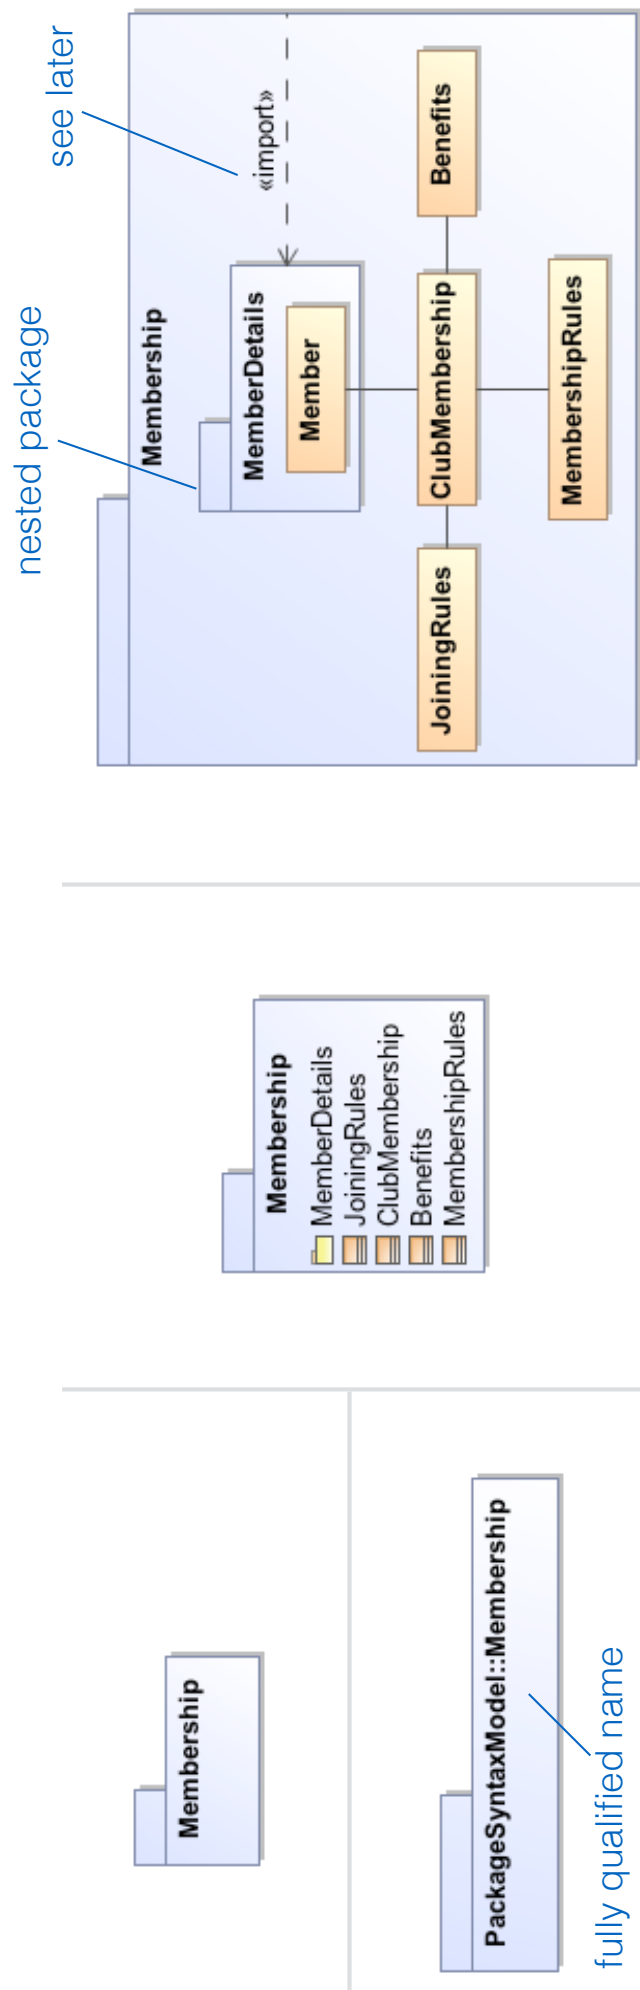 Membership
PackageSyntaxModel::Membership
fully qualified name
Membership
MemberDetails
JoiningRules
ClubMembership
Benefits
MembershipRules
nested package
see later
Membership
«import»
MemberDetails
Member
JoiningRules
ClubMembership
Benefits
MembershipRules